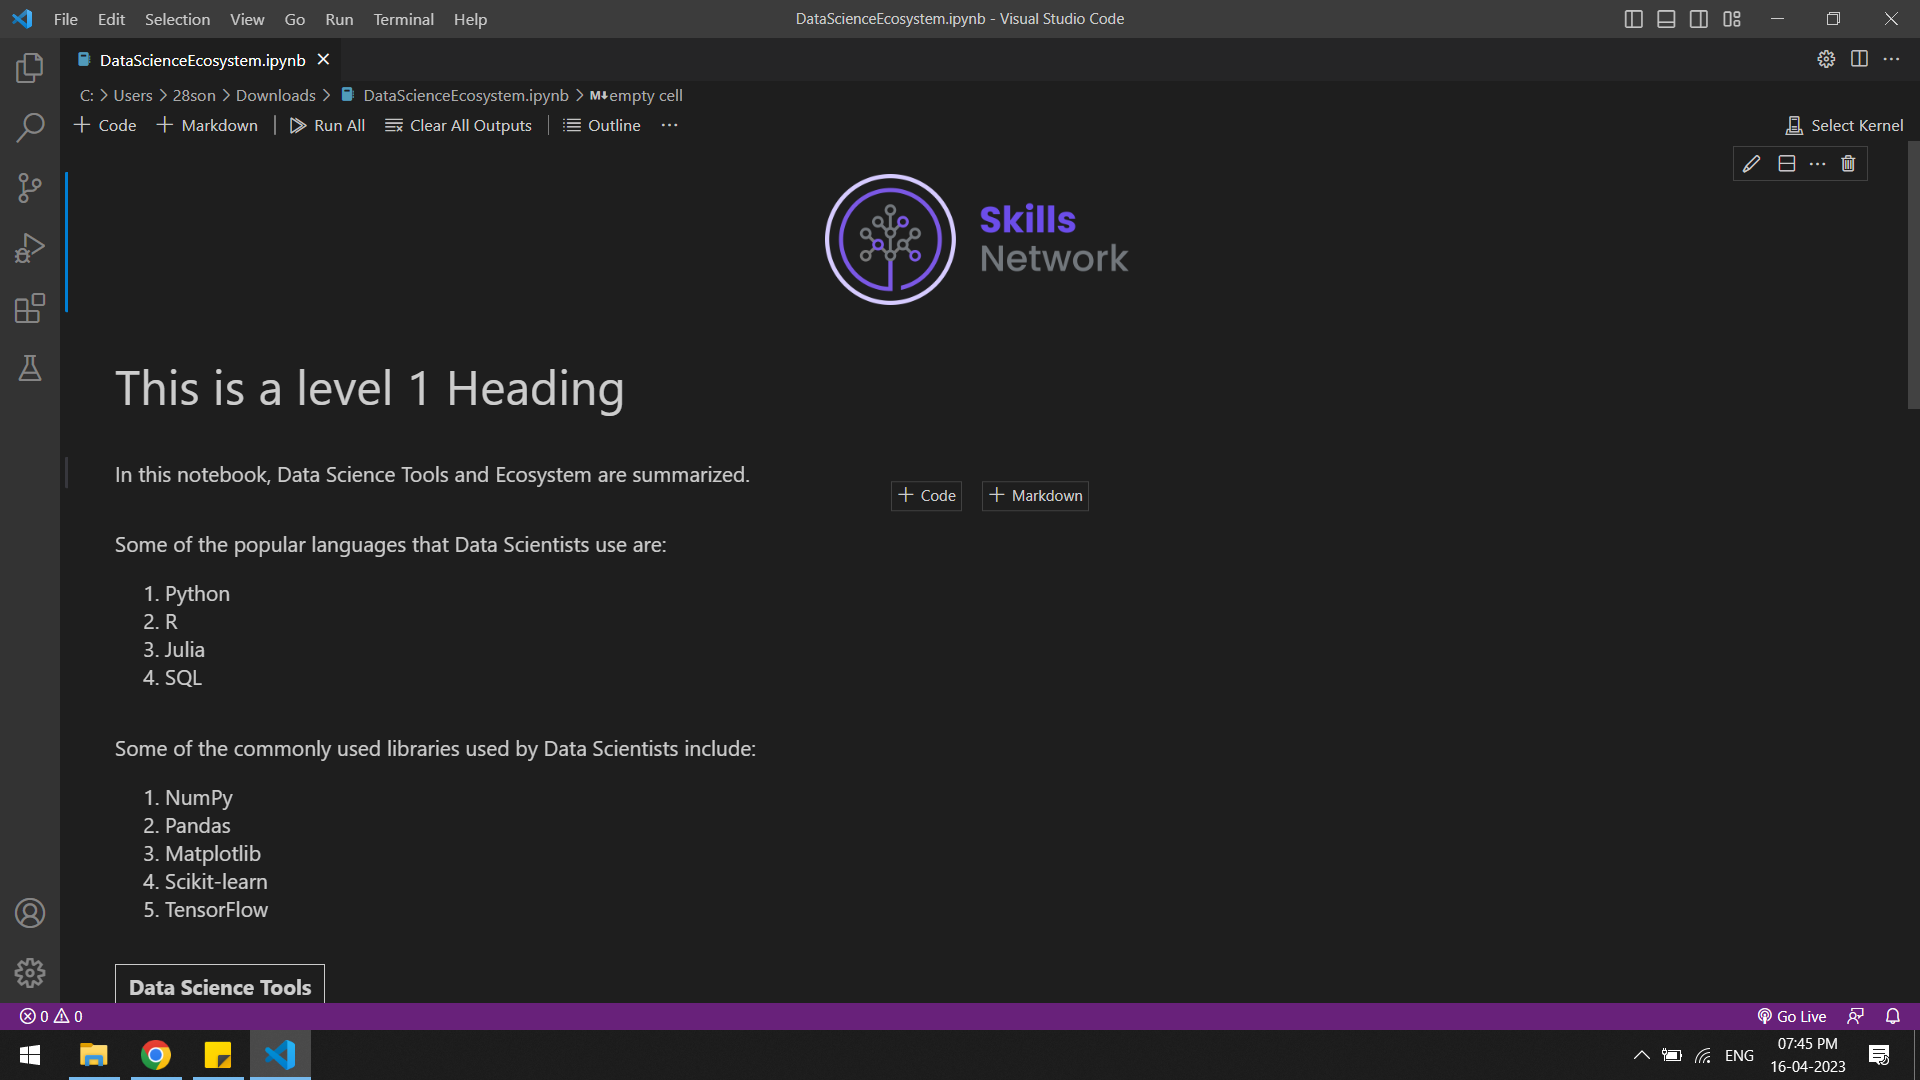 File Edit Selection View Go Run Terminal Help
DataScienceEcosystem.ipynb - Visual Studio Code
DataScienceEcosystem.ipynb
C: > Users > 28son > Downloads > DataScienceEcosystem.ipynb > M↓empty cell
+ Code + Markdown | Run All Clear All Outputs | Outline ...
Select Kernel
Skills
Network
This is a level 1 Heading
In this notebook, Data Science Tools and Ecosystem are summarized.
+ Code + Markdown
Some of the popular languages that Data Scientists use are:
1. Python
2. R
3. Julia
4. SQL
Some of the commonly used libraries used by Data Scientists include:
1. NumPy
2. Pandas
3. Matplotlib
4. Scikit-learn
5. TensorFlow
Data Science Tools
0 0
Go Live
ENG
07:45 PM
16-04-2023